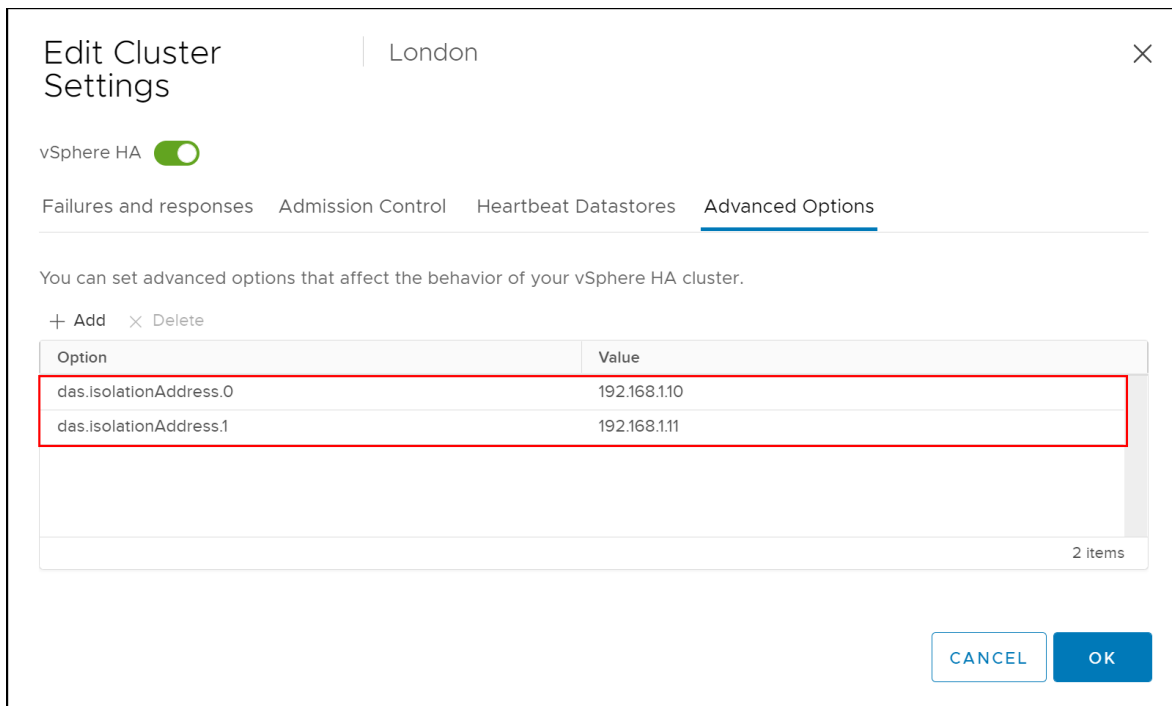 Edit Cluster
Settings
London
vSphere HA
Failures and responses Admission Control Heartbeat Datastores Advanced Options
You can set advanced options that affect the behavior of your vSphere HA cluster.
+ Add × Delete
Option Value
das.isolationAddress.0 192.168.1.10
das.isolationAddress.1 192.168.1.11
2 items
CANCEL OK